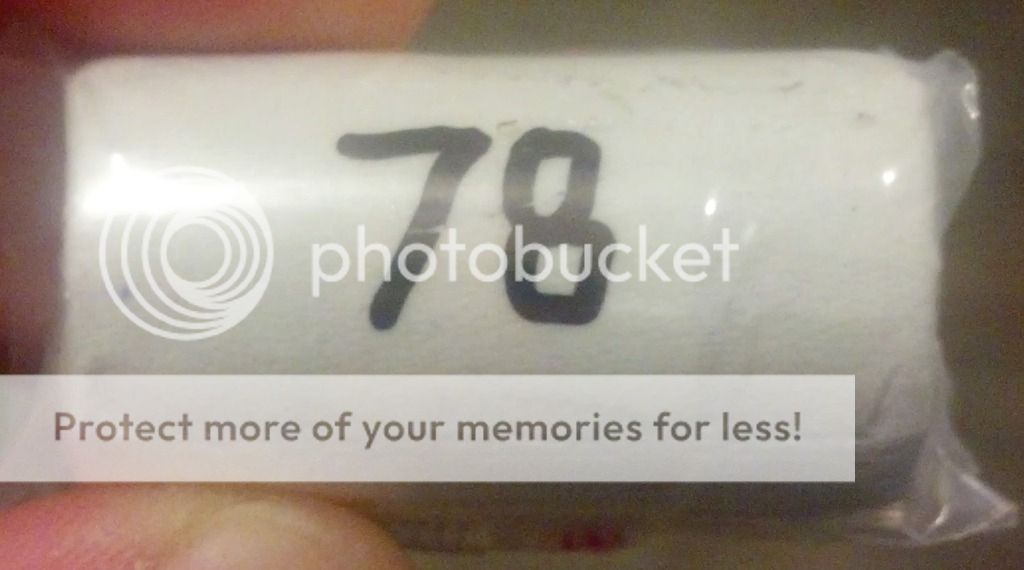 78
photobucket
Protect more of your memories for less!